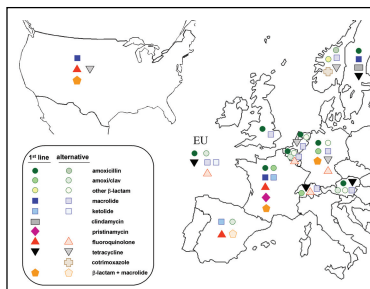 EU
1st line alternative
amoxicillin
amoxi/clav
other β-lactam
macrolide
ketolide
clindamycin
pristinamycin
fluoroquinolone
tetracycline
cotrimoxazole
β-lactam + macrolide